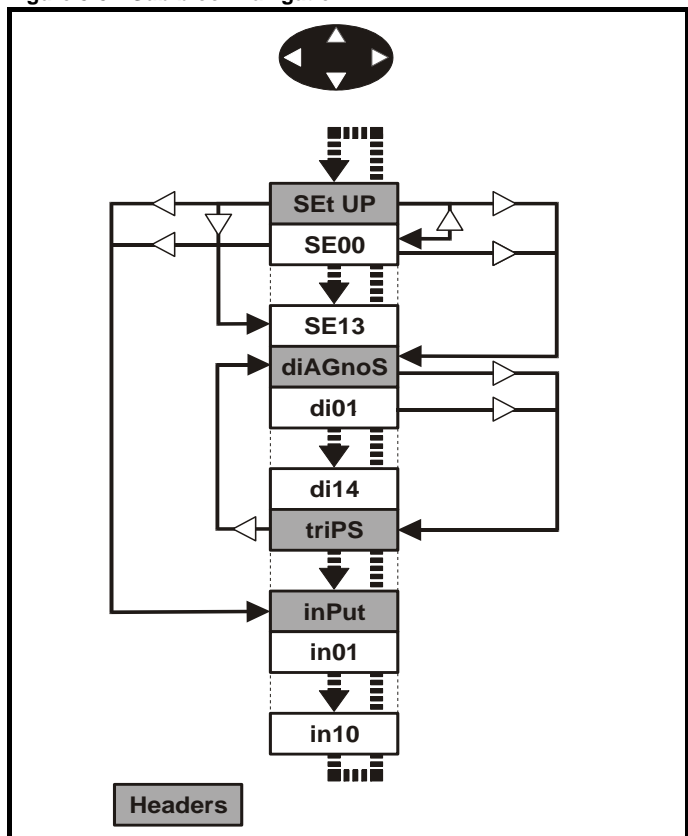 SEt UP
SE00
SE13
diAGnoS
di01
di14
triPS
inPut
in01
in10
Headers